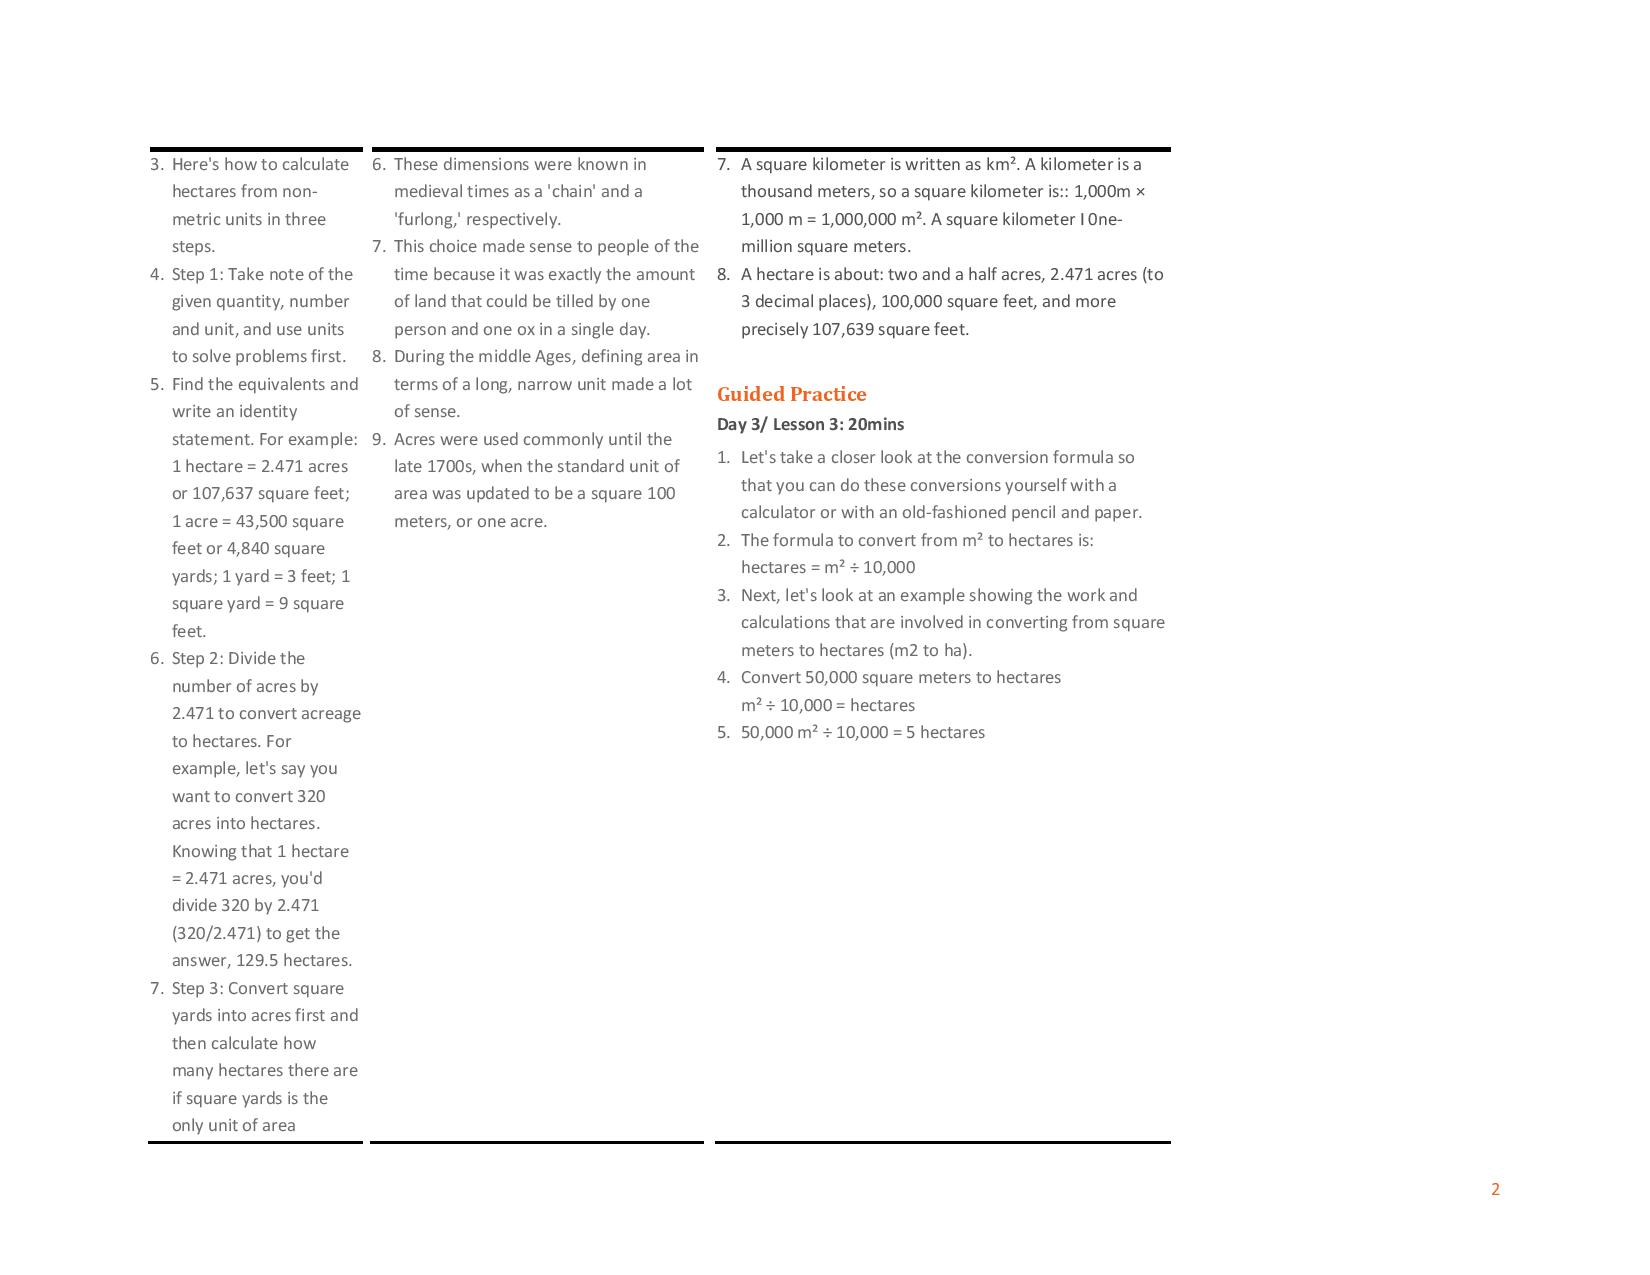 3. Here's how to calculate
hectares from non-
metric units in three
steps.
4. Step 1: Take note of the
given quantity, number
and unit, and use units
to solve problems first.
5. Find the equivalents and
write an identity
statement. For example:
1 hectare = 2.471 acres
or 107,637 square feet;
1 acre = 43,500 square
feet or 4,840 square
yards; 1 yard = 3 feet; 1
square yard = 9 square
feet.
6. Step 2: Divide the
number of acres by
2.471 to convert acreage
to hectares. For
example, let's say you
want to convert 320
acres into hectares.
Knowing that 1 hectare
= 2.471 acres, you'd
divide 320 by 2.471
(320/2.471) to get the
answer, 129.5 hectares.
7. Step 3: Convert square
yards into acres first and
then calculate how
many hectares there are
if square yards is the
only unit of area
6. These dimensions were known in
medieval times as a 'chain' and a
'furlong,' respectively.
7. This choice made sense to people of the
time because it was exactly the amount
of land that could be tilled by one
person and one ox in a single day.
8. During the middle Ages, defining area in
terms of a long, narrow unit made a lot
of sense.
9. Acres were used commonly until the
late 1700s, when the standard unit of
area was updated to be a square 100
meters, or one acre.
7. A square kilometer is written as km². A kilometer is a
thousand meters, so a square kilometer is:: 1,000m ×
1,000 m = 1,000,000 m². A square kilometer I 0ne-
million square meters.
8. A hectare is about: two and a half acres, 2.471 acres (to
3 decimal places), 100,000 square feet, and more
precisely 107,639 square feet.
Guided Practice
Day 3/ Lesson 3: 20mins
1. Let's take a closer look at the conversion formula so
that you can do these conversions yourself with a
calculator or with an old-fashioned pencil and paper.
2. The formula to convert from m² to hectares is:
hectares = m² ÷ 10,000
3. Next, let's look at an example showing the work and
calculations that are involved in converting from square
meters to hectares (m2 to ha).
4. Convert 50,000 square meters to hectares
m² ÷ 10,000 = hectares
5. 50,000 m² ÷ 10,000 = 5 hectares
2